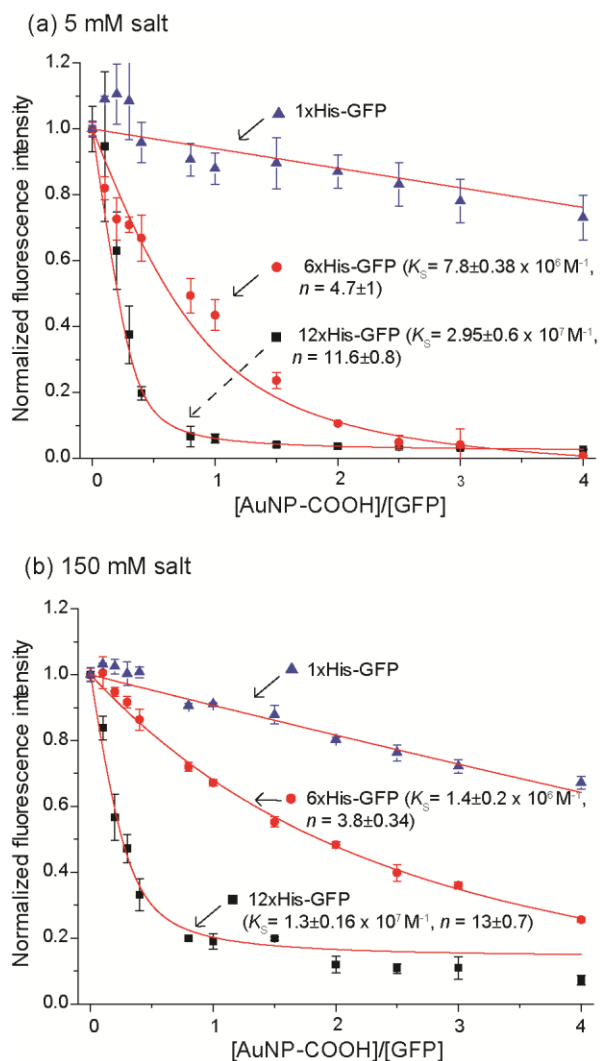 (a) 5 mM salt
1.2
1.0
0.8
0.6
0.4
0.2
0.0
Normalized fluorescence intensity
1xHis-GFP
6xHis-GFP (Kₛ= 7.8±0.38 x 10⁶ M⁻¹,
n = 4.7±1)
12xHis-GFP (Kₛ= 2.95±0.6 x 10⁷ M⁻¹,
n = 11.6±0.8)
0 1 2 3 4
[AuNP-COOH]/[GFP]
(b) 150 mM salt
1.2
1.0
0.8
0.6
0.4
0.2
0.0
Normalized fluorescence intensity
1xHis-GFP
6xHis-GFP (Kₛ= 1.4±0.2 x 10⁶ M⁻¹,
n = 3.8±0.34)
12xHis-GFP
(Kₛ= 1.3±0.16 x 10⁷ M⁻¹, n = 13±0.7)
0 1 2 3 4
[AuNP-COOH]/[GFP]